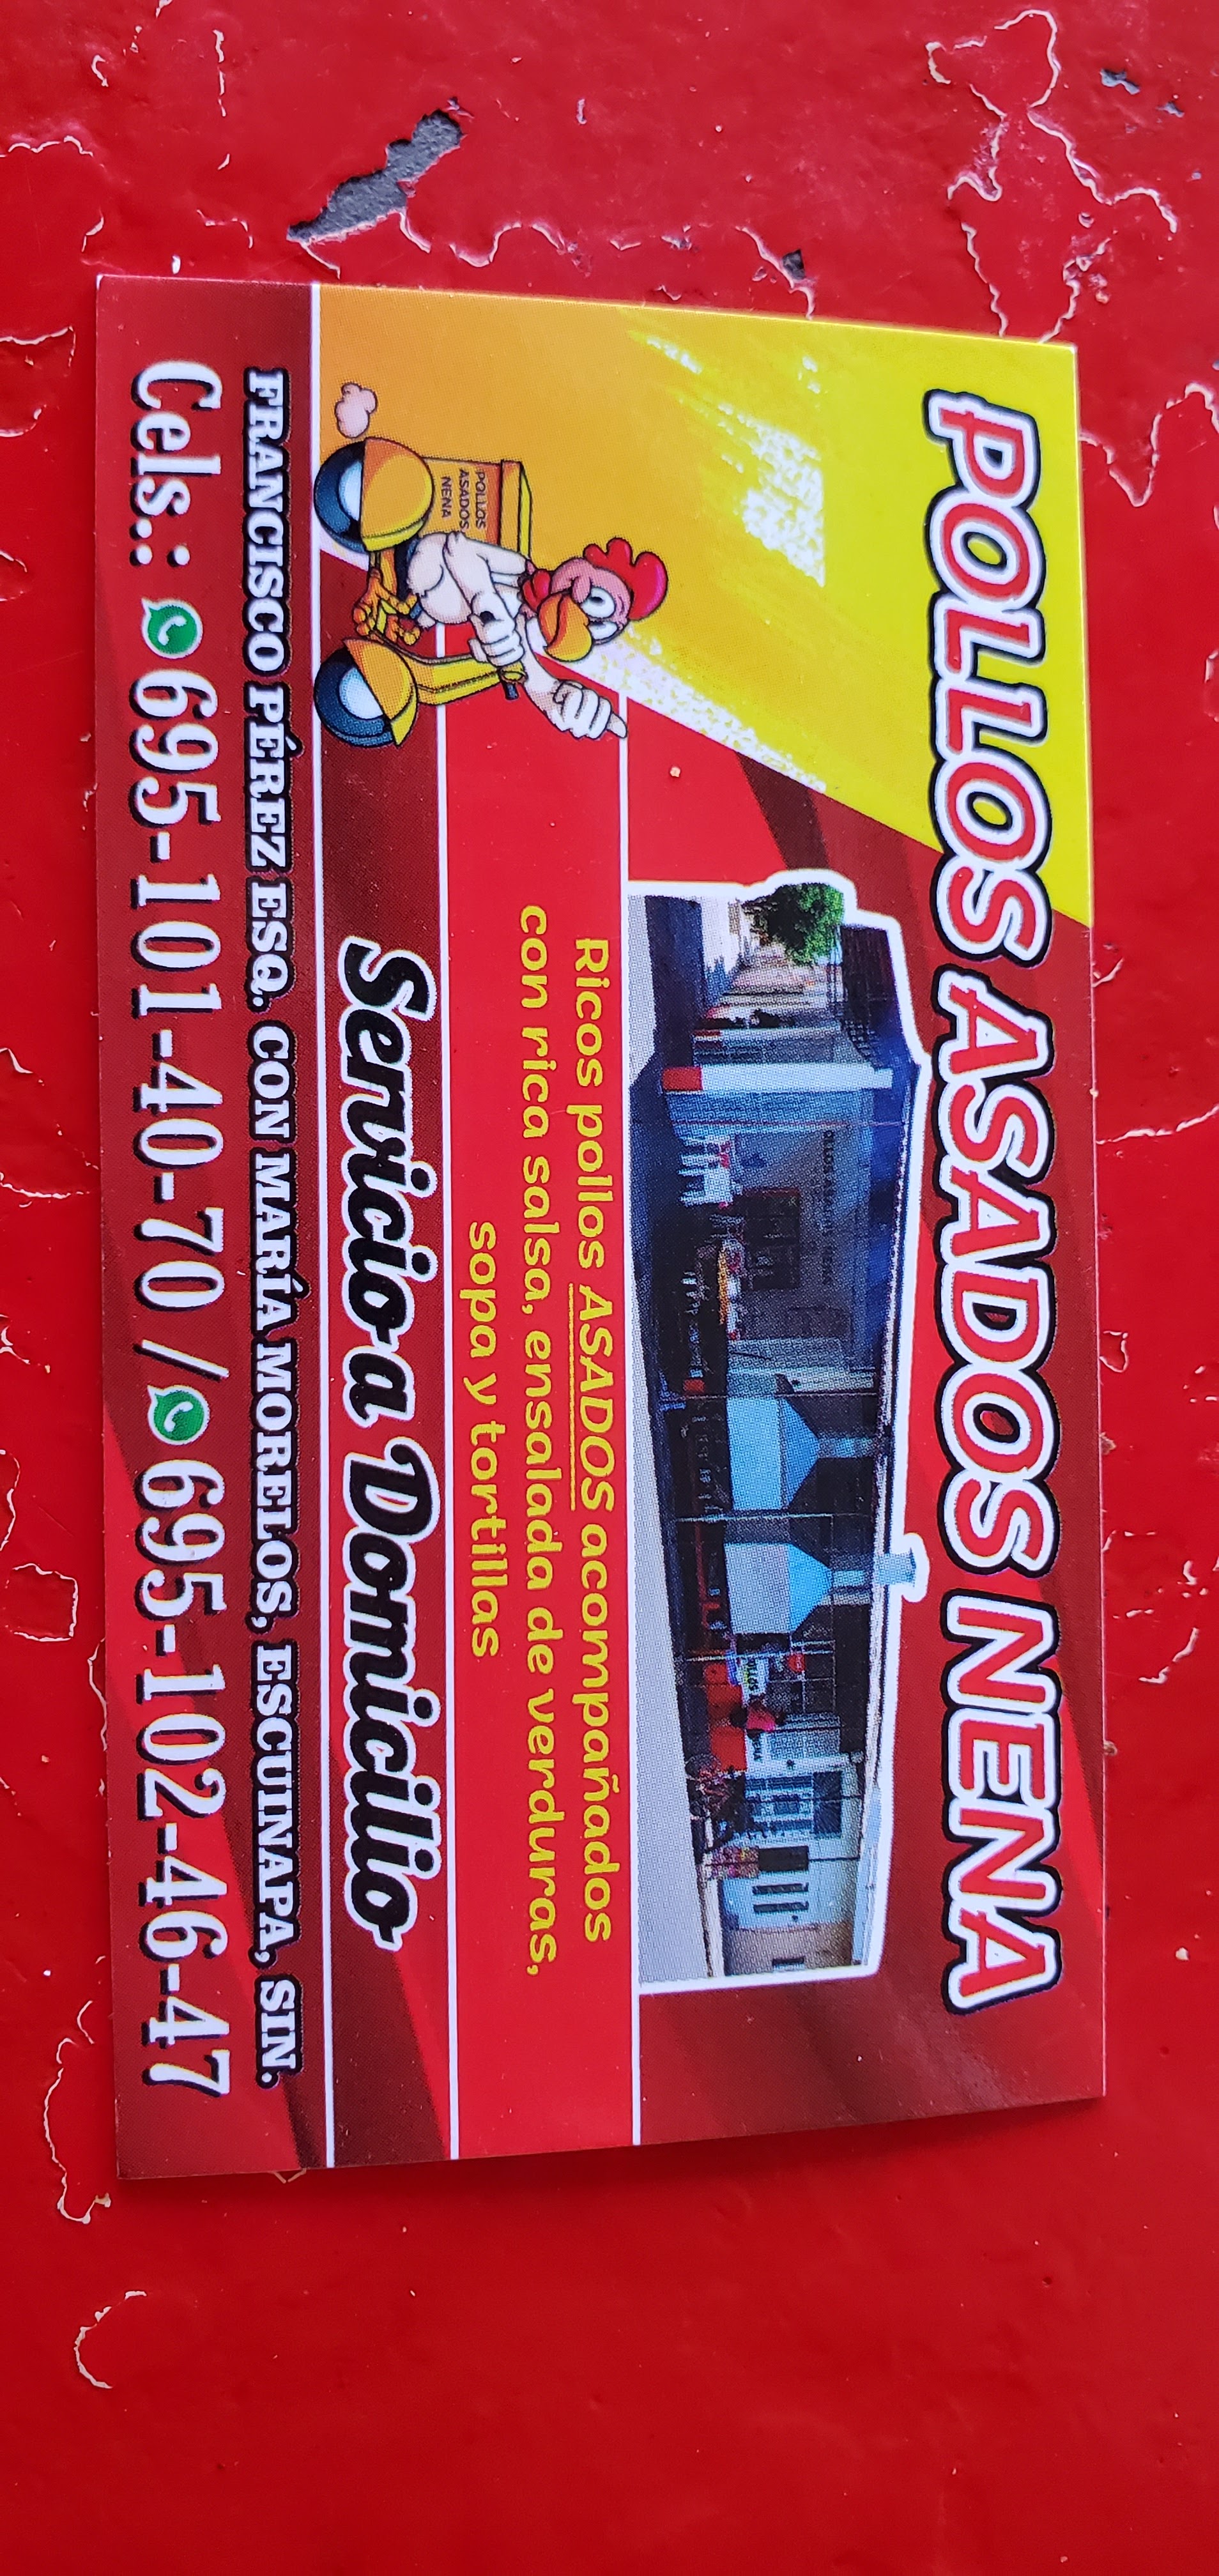 POLLOS ASADOS NENA
Ricos pollos ASADOS acompañados
con rica salsa, ensalada de verduras,
sopa y tortillas
POLLOS
ASADOS
NENA
Servicio a Domicilio
FRANCISCO PÉREZ ESQ. CON MARÍA MORELOS, ESCUINAPA, SIN.
Cels.: 695-101-40-70 / 695-102-46-47